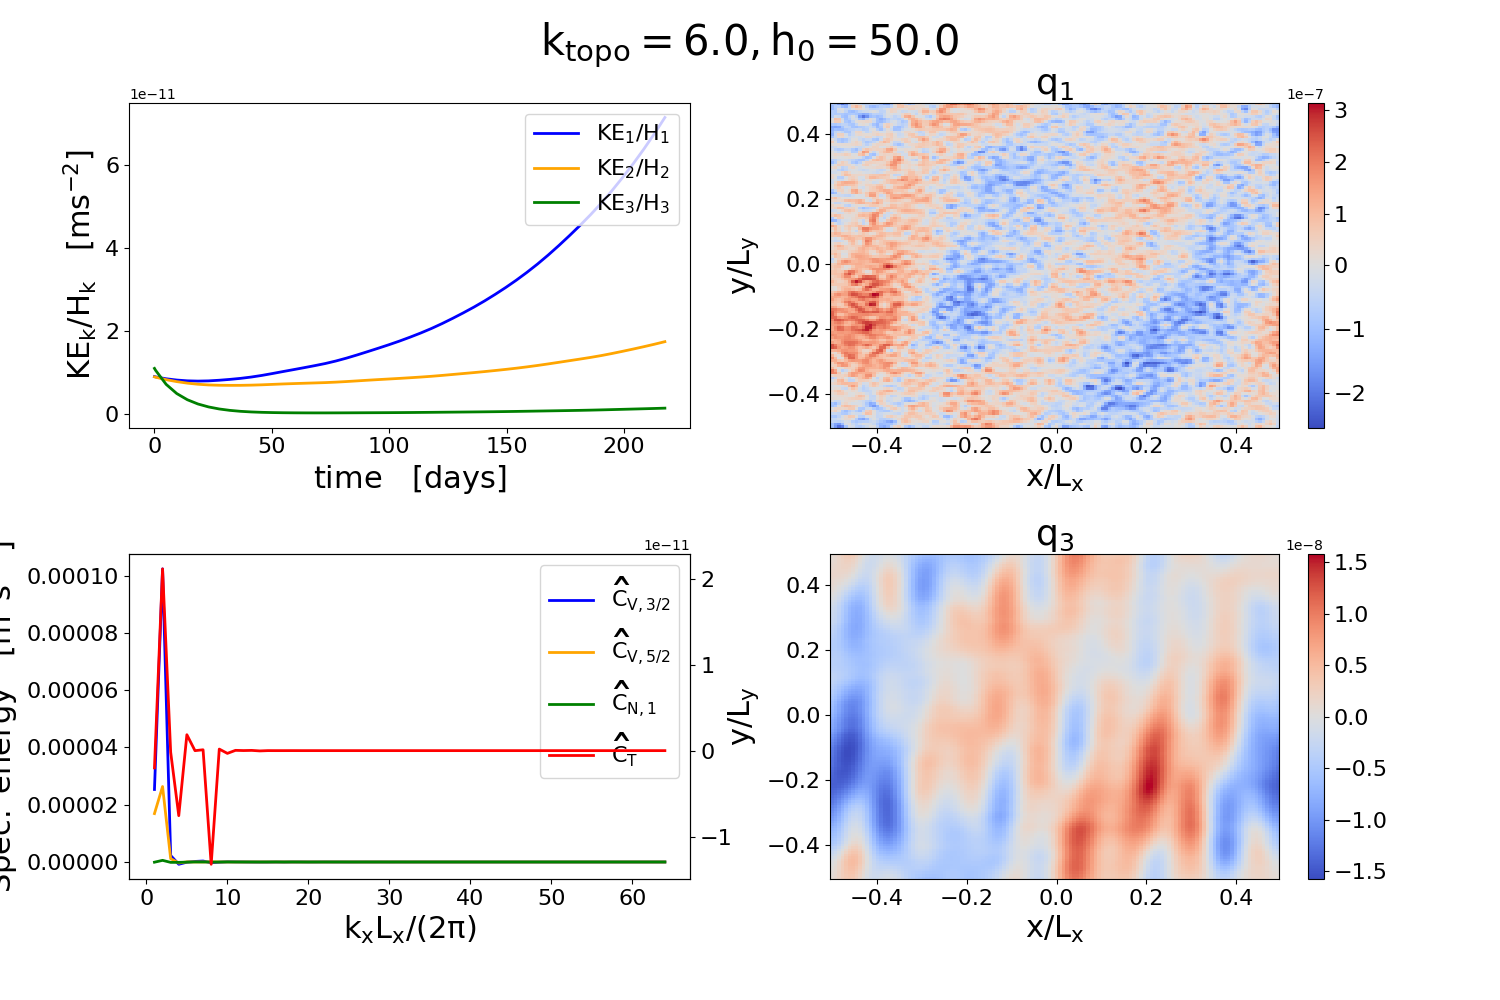 k_topo = 6.0, h_0 = 50.0
1e−11
KE_k/H_k [ms^−2]
6
4
2
0
KE_1/H_1
KE_2/H_2
KE_3/H_3
0 50 100 150 200
time [days]
q_1
1e−7
y/L_y
0.4
0.2
0.0
−0.2
−0.4
−0.4 −0.2 0.0 0.2 0.4
x/L_x
3
2
1
0
−1
−2
1e−11
Spec. energy
0.00010
0.00008
0.00006
0.00004
0.00002
0.00000
Ĉ_V, 3/2
Ĉ_V, 5/2
Ĉ_N, 1
Ĉ_T
2
1
0
−1
0 10 20 30 40 50 60
k_xL_x/(2π)
q_3
1e−8
y/L_y
0.4
0.2
0.0
−0.2
−0.4
−0.4 −0.2 0.0 0.2 0.4
x/L_x
1.5
1.0
0.5
0.0
−0.5
−1.0
−1.5